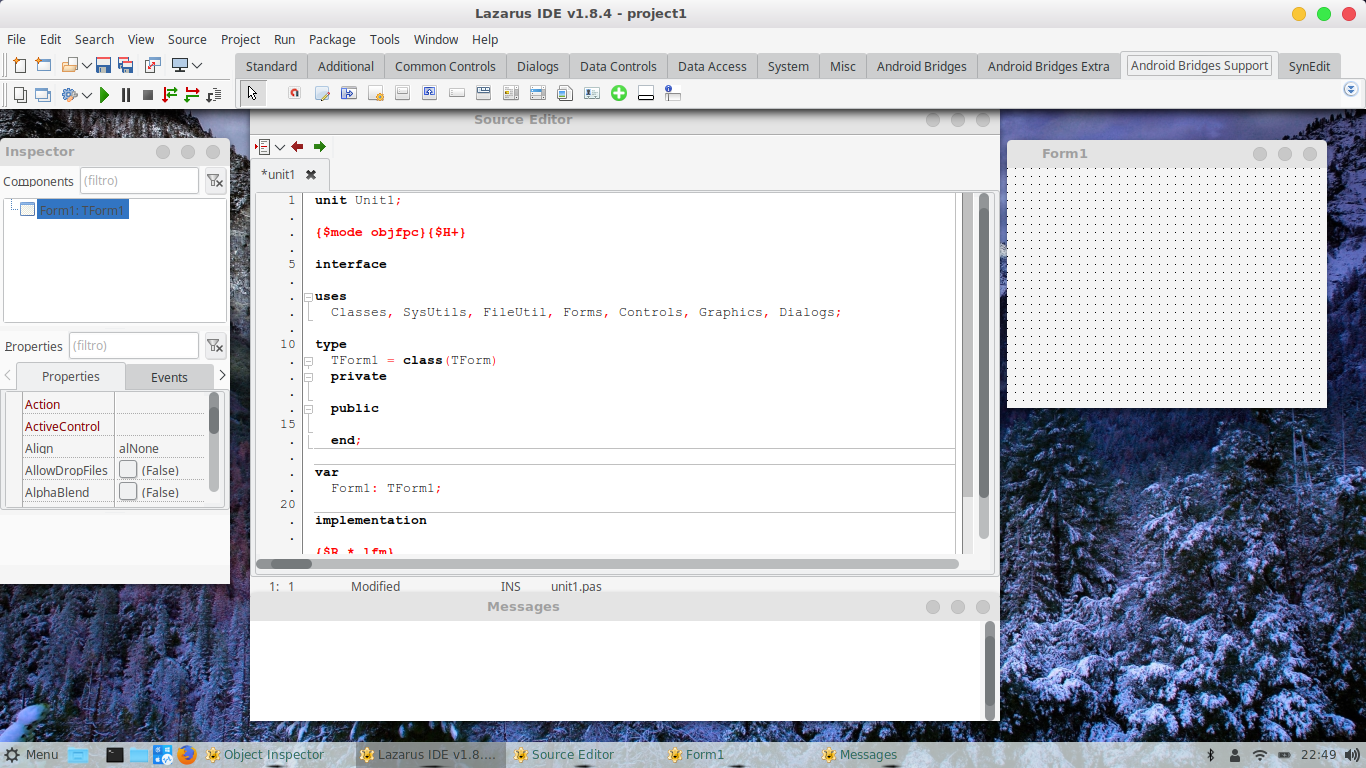 Lazarus IDE v1.8.4 - project1
File Edit Search View Source Project Run Package Tools Window Help
Standard Additional Common Controls Dialogs Data Controls Data Access System Misc Android Bridges Android Bridges Extra Android Bridges Support SynEdit
Source Editor
Inspector
Components (filtro)
Form1: TForm1
Properties (filtro)
Properties Events
Action
ActiveControl
Align alNone
AllowDropFiles (False)
AlphaBlend (False)
*unit1
1 unit Unit1;
.
. {$mode objfpc}{$H+}
.
5 interface
.
. uses
. Classes, SysUtils, FileUtil, Forms, Controls, Graphics, Dialogs;
.
10 type
. TForm1 = class(TForm)
. private
.
. public
15
. end;
.
. var
. Form1: TForm1;
20
. implementation
.
{$R *.lfm}
1: 1 Modified INS unit1.pas
Messages
Form1
Menu Object Inspector Lazarus IDE v1.8.... Source Editor Form1 Messages 22:49